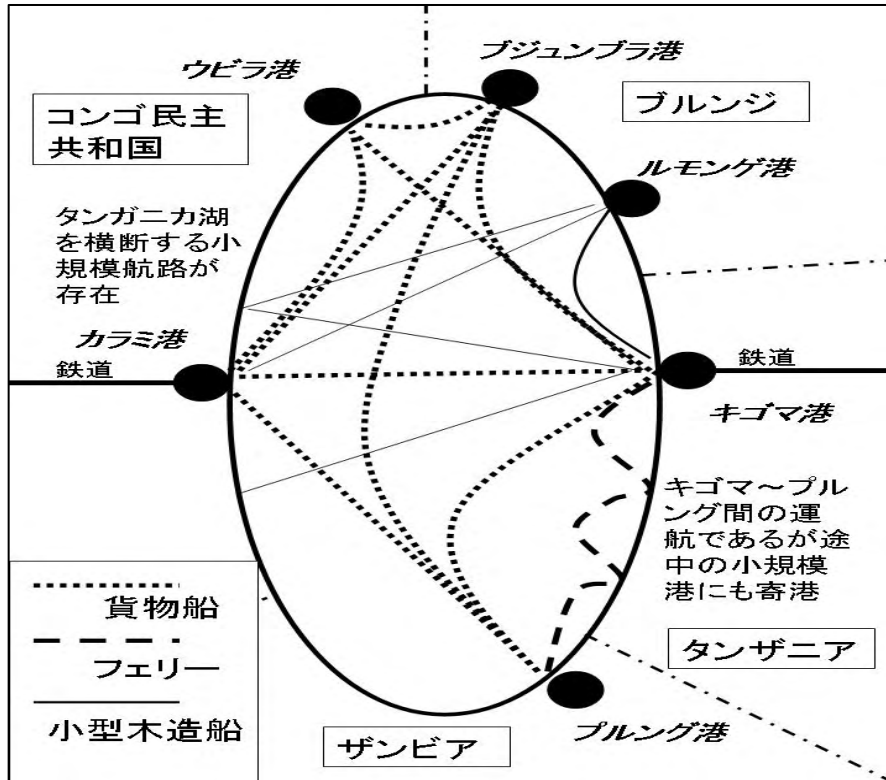 ウビラ港
ブジュンブラ港
コンゴ民主
共和国
ブルンジ
ルモンゲ港
タンガニカ湖
を横断する小
規模航路が
存在
カラミ港
鉄道
鉄道
キゴマ港
キゴマ～プル
ング間の運
航であるが途
中の小規模
港にも寄港
貨物船
フェリー
小型木造船
タンザニア
ザンビア
プルング港